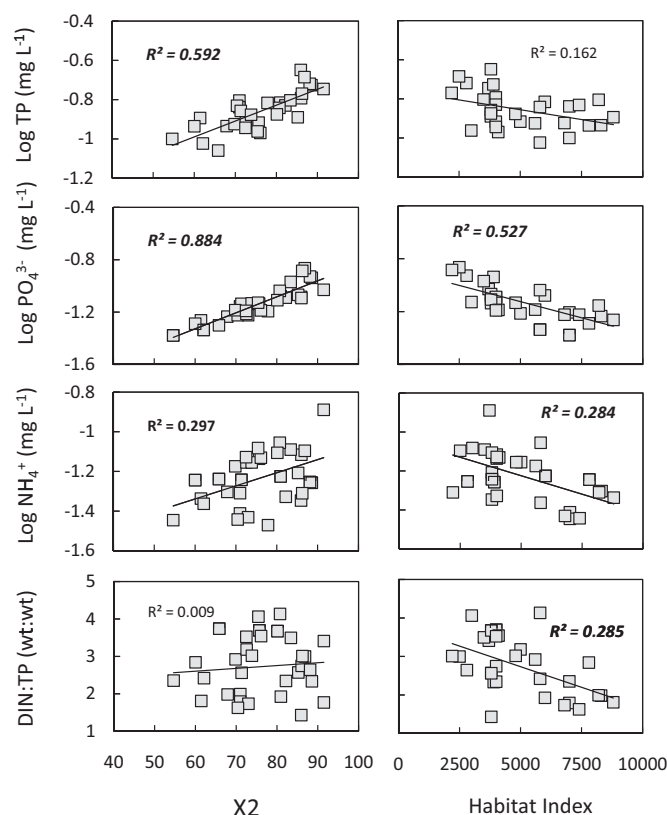 -0.4
-0.6
-0.8
-1
-1.2
Log TP (mg L-1)
R² = 0.592
R² = 0.162
-0.4
-0.8
-1.2
-1.6
Log PO₄³⁻ (mg L-1)
R² = 0.884
R² = 0.527
-0.8
-1
-1.2
-1.4
-1.6
Log NH₄⁺ (mg L-1)
R² = 0.297
R² = 0.284
5
4
3
2
1
DIN:TP (wt:wt)
R² = 0.009
R² = 0.285
40 50 60 70 80 90 100
0 2500 5000 7500 10000
X2
Habitat Index